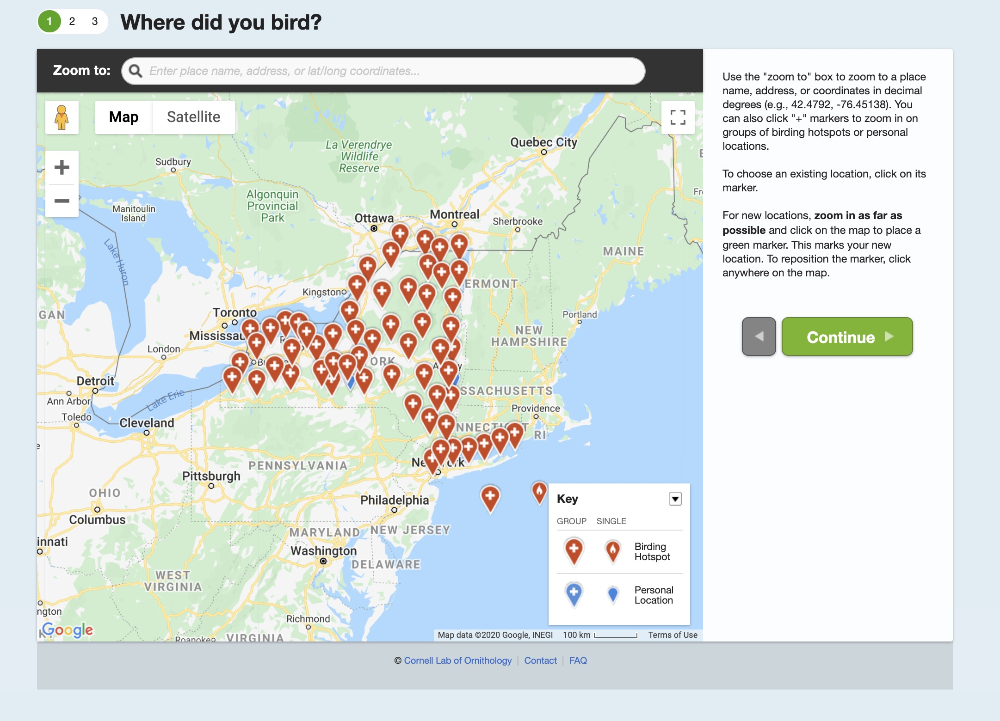 1 2 3 Where did you bird?
Zoom to: Enter place name, address, or lat/long coordinates...
Map Satellite
La Verendrye
Wildlife
Reserve
Quebec City
Sudbury
Algonquin
Provincial
Park
Manitoulin
Island
Ottawa
Montreal
Sherbrooke
Lake Huron
MAINE
ERMONT
Kingston
GAN
Toronto
Portland
Mississau
NEW
HAMPSHIRE
London
ORK
Detroit
SSACHUSETTS
Ann Arbor
Lake Erie
Providence
Toledo
Cleveland
NNECTICUT
RI
PENNSYLVANIA
Pittsburgh
OHIO
Philadelphia
Columbus
MARYLAND
NEW JERSEY
innati
Washington
DELAWARE
WEST
VIRGINIA
ngton
Richmond
Google
Roanoke
VIRGINIA
Key
GROUP SINGLE
Birding
Hotspot
Personal
Location
Map data ©2020 Google, INEGI 100 km Terms of Use
Use the "zoom to" box to zoom to a place
name, address, or coordinates in decimal
degrees (e.g., 42.4792, -76.45138). You
can also click "+" markers to zoom in on
groups of birding hotspots or personal
locations.
To choose an existing location, click on its
marker.
For new locations, zoom in as far as
possible and click on the map to place a
green marker. This marks your new
location. To reposition the marker, click
anywhere on the map.
Continue
© Cornell Lab of Ornithology | Contact | FAQ